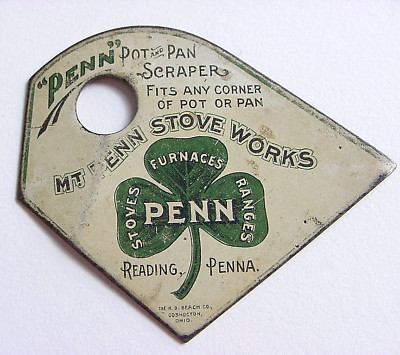 "PENN" POT AND PAN
SCRAPER
FITS ANY CORNER
OF POT OR PAN
MT. PENN STOVE WORKS
FURNACES
STOVES
RANGES
PENN
READING, PENNA.
THE H. D. BEACH CO.
COSHOCTON,
OHIO.